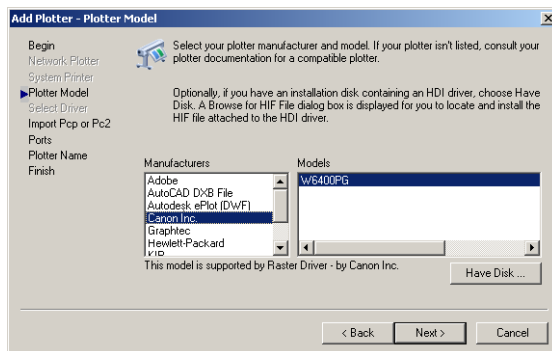 Add Plotter - Plotter Model
Begin
Network Plotter
System Printer
Plotter Model
Select Driver
Import Pcp or Pc2
Ports
Plotter Name
Finish
Select your plotter manufacturer and model. If your plotter isn't listed, consult your
plotter documentation for a compatible plotter.
Optionally, if you have an installation disk containing an HDI driver, choose Have
Disk. A Browse for HIF File dialog box is displayed for you to locate and install the
HIF file attached to the HDI driver.
Manufacturers
Adobe
AutoCAD DXB File
Autodesk ePlot (DWF)
Canon Inc.
Graphtec
Hewlett-Packard
KIP
Models
W6400PG
This model is supported by Raster Driver - by Canon Inc.
Have Disk ...
< Back
Next >
Cancel